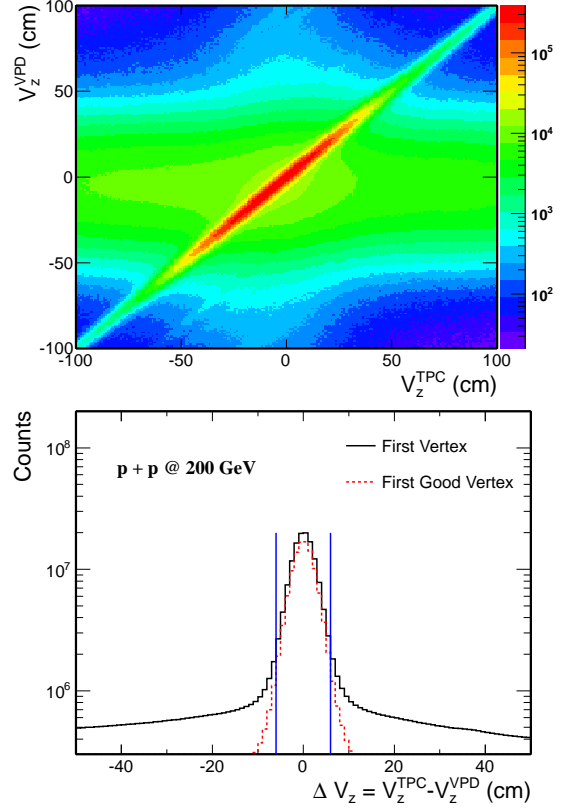 V_z^VPD (cm)
100
50
0
-50
-100
-100 -50 0 50 100
V_z^TPC (cm)
10^5
10^4
10^3
10^2
Counts
10^8
10^7
10^6
p + p @ 200 GeV
First Vertex
First Good Vertex
-40 -20 0 20 40
Δ V_z = V_z^TPC-V_z^VPD (cm)